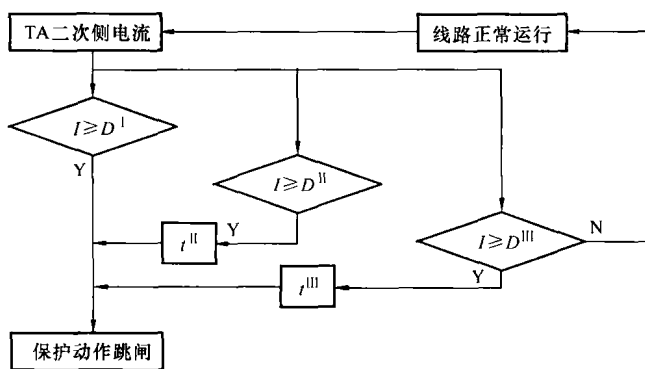 TA二次侧电流
线路正常运行
I≥D^I
Y
I≥D^II
Y
t^II
I≥D^III
N
Y
t^III
保护动作跳闸